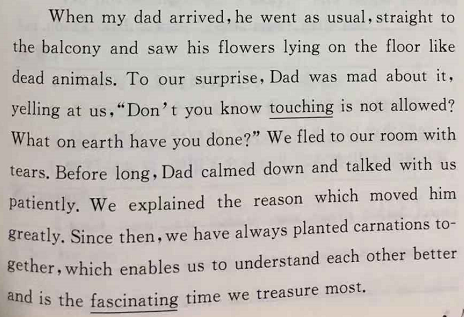 When my dad arrived, he went as usual, straight to
the balcony and saw his flowers lying on the floor like
dead animals. To our surprise, Dad was mad about it,
yelling at us, “Don't you know touching is not allowed?
What on earth have you done?” We fled to our room with
tears. Before long, Dad calmed down and talked with us
patiently. We explained the reason which moved him
greatly. Since then, we have always planted carnations to-
gether, which enables us to understand each other better
and is the fascinating time we treasure most.